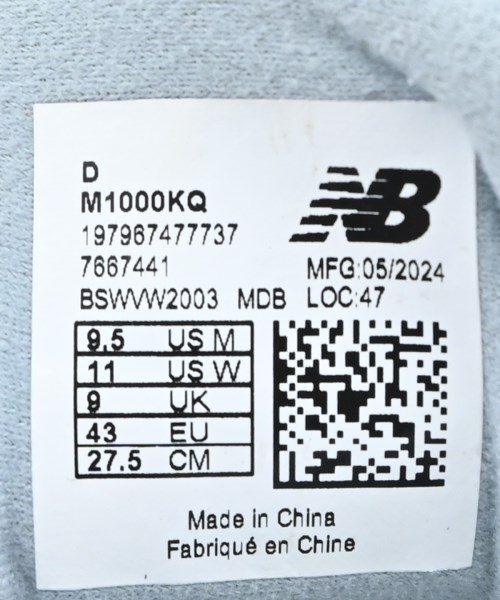 D
M1000KQ
197967477737
7667441 MFG:05/2024
BSWVW2003 MDB LOC:47
NB
9.5 US M
11 US W
9 UK
43 EU
27.5 CM
Made in China
Fabriqué en Chine